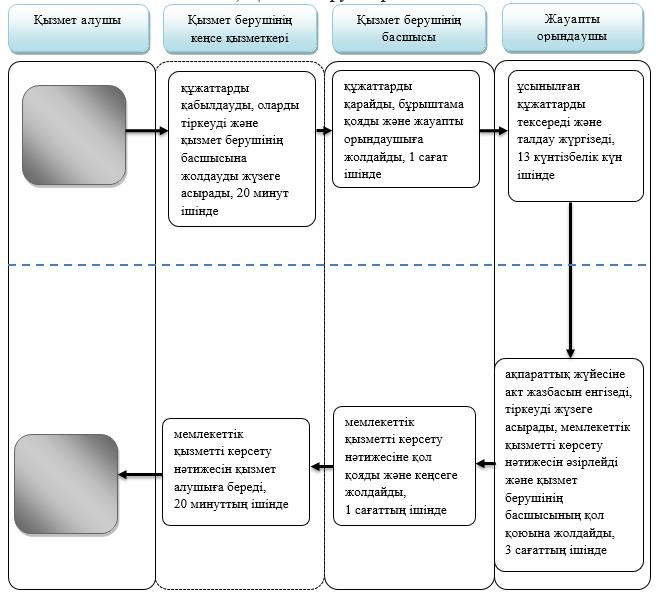 Қызмет алушы
Қызмет берушінің
кеңсе қызметкері
Қызмет берушінің
басшысы
Жауапты
орындаушы
құжаттарды
қабылдауды, оларды
тіркеуді және
қызмет берушінің
басшысына
жолдауды жүзеге
асырады, 20 минут
ішінде
құжаттарды
қарайды, бұрыштама
қояды және жауапты
орындаушыға
жолдайды, 1 сағат
ішінде
ұсынылған
құжаттарды
тексереді және
талдау жүргізеді,
13 күнтізбелік күн
ішінде
мемлекеттік
қызметті көрсету
нәтижесін қызмет
алушыға береді,
20 минуттың ішінде
мемлекеттік
қызметті көрсету
нәтижесіне қол
қояды және кеңсеге
жолдайды,
1 сағаттың ішінде
ақпараттық жүйесіне
акт жазбасын енгізеді,
тіркеуді жүзеге
асырады, мемлекеттік
қызметті көрсету
нәтижесін әзірлейді
және қызмет
берушінің
басшысының қол
қоюына жолдайды,
3 сағаттың ішінде